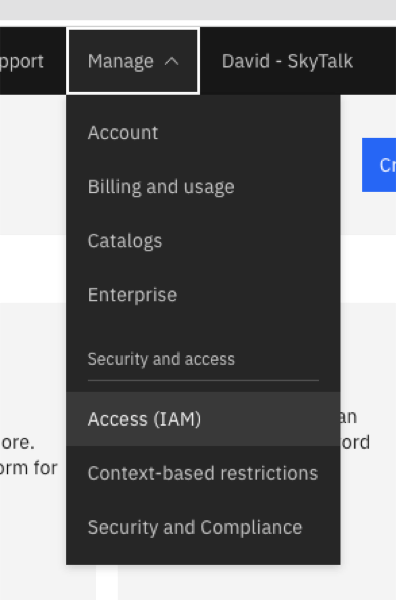 pport Manage David - SkyTalk
Account
Cr
Billing and usage
Catalogs
Enterprise
Security and access
Access (IAM)
an
ore.
ord
orm for
Context-based restrictions
Security and Compliance